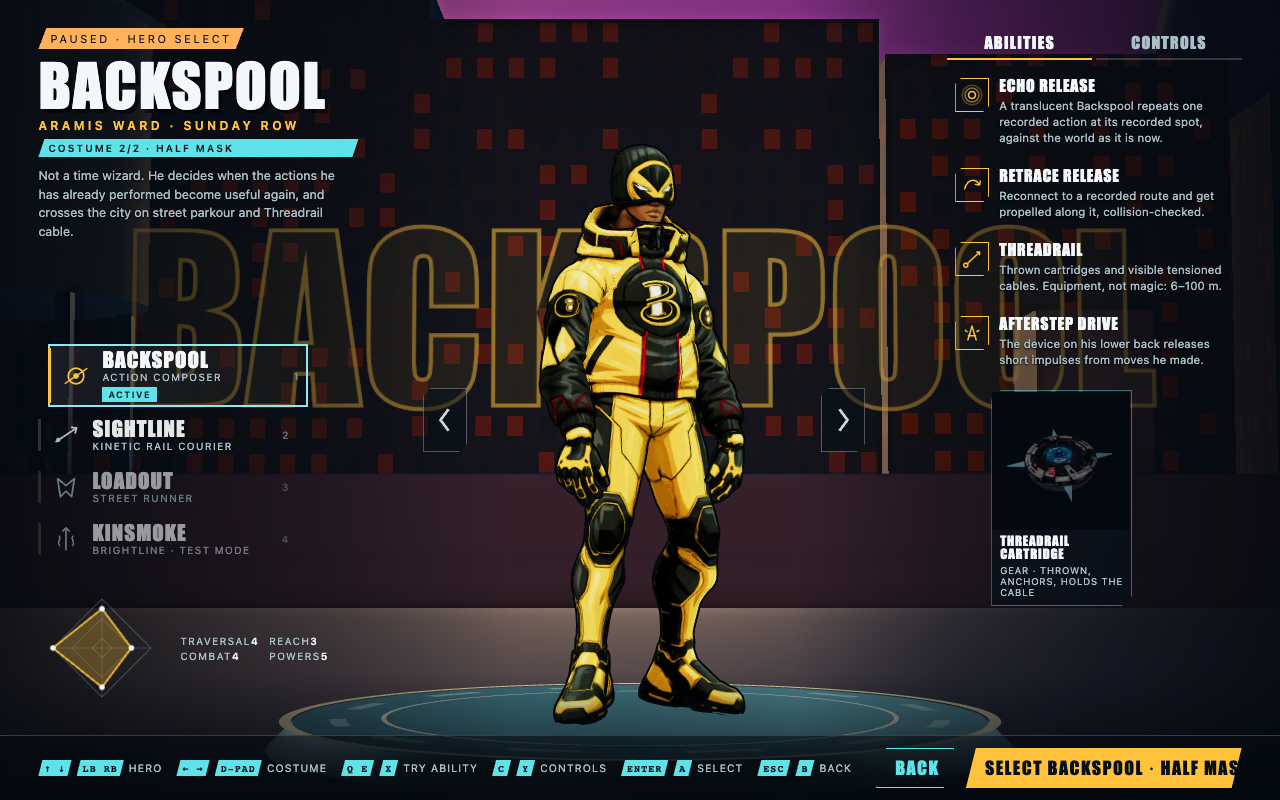 PAUSED · HERO SELECT
BACKSPOOL
ARAMIS WARD · SUNDAY ROW
COSTUME 2/2 · HALF MASK
Not a time wizard. He decides when the actions he
has already performed become useful again, and
crosses the city on street parkour and Threadrail
cable.
BACKSPOOL
BACKSPOOL
ACTION COMPOSER
ACTIVE
SIGHTLINE
2
KINETIC RAIL COURIER
LOADOUT
3
STREET RUNNER
KINSMOKE
4
BRIGHTLINE · TEST MODE
TRAVERSAL4 REACH3
COMBAT4 POWERS5
B
ABILITIES CONTROLS
ECHO RELEASE
A translucent Backspool repeats one
recorded action at its recorded spot,
against the world as it is now.
RETRACE RELEASE
Reconnect to a recorded route and get
propelled along it, collision-checked.
THREADRAIL
Thrown cartridges and visible tensioned
cables. Equipment, not magic: 6–100 m.
AFTERSTEP DRIVE
The device on his lower back releases
short impulses from moves he made.
THREADRAIL
CARTRIDGE
GEAR · THROWN,
ANCHORS, HOLDS THE
CABLE
↑ ↓ LB RB HERO ← → D-PAD COSTUME Q E X TRY ABILITY C Y CONTROLS ENTER A SELECT ESC B BACK
BACK
SELECT BACKSPOOL · HALF MAS